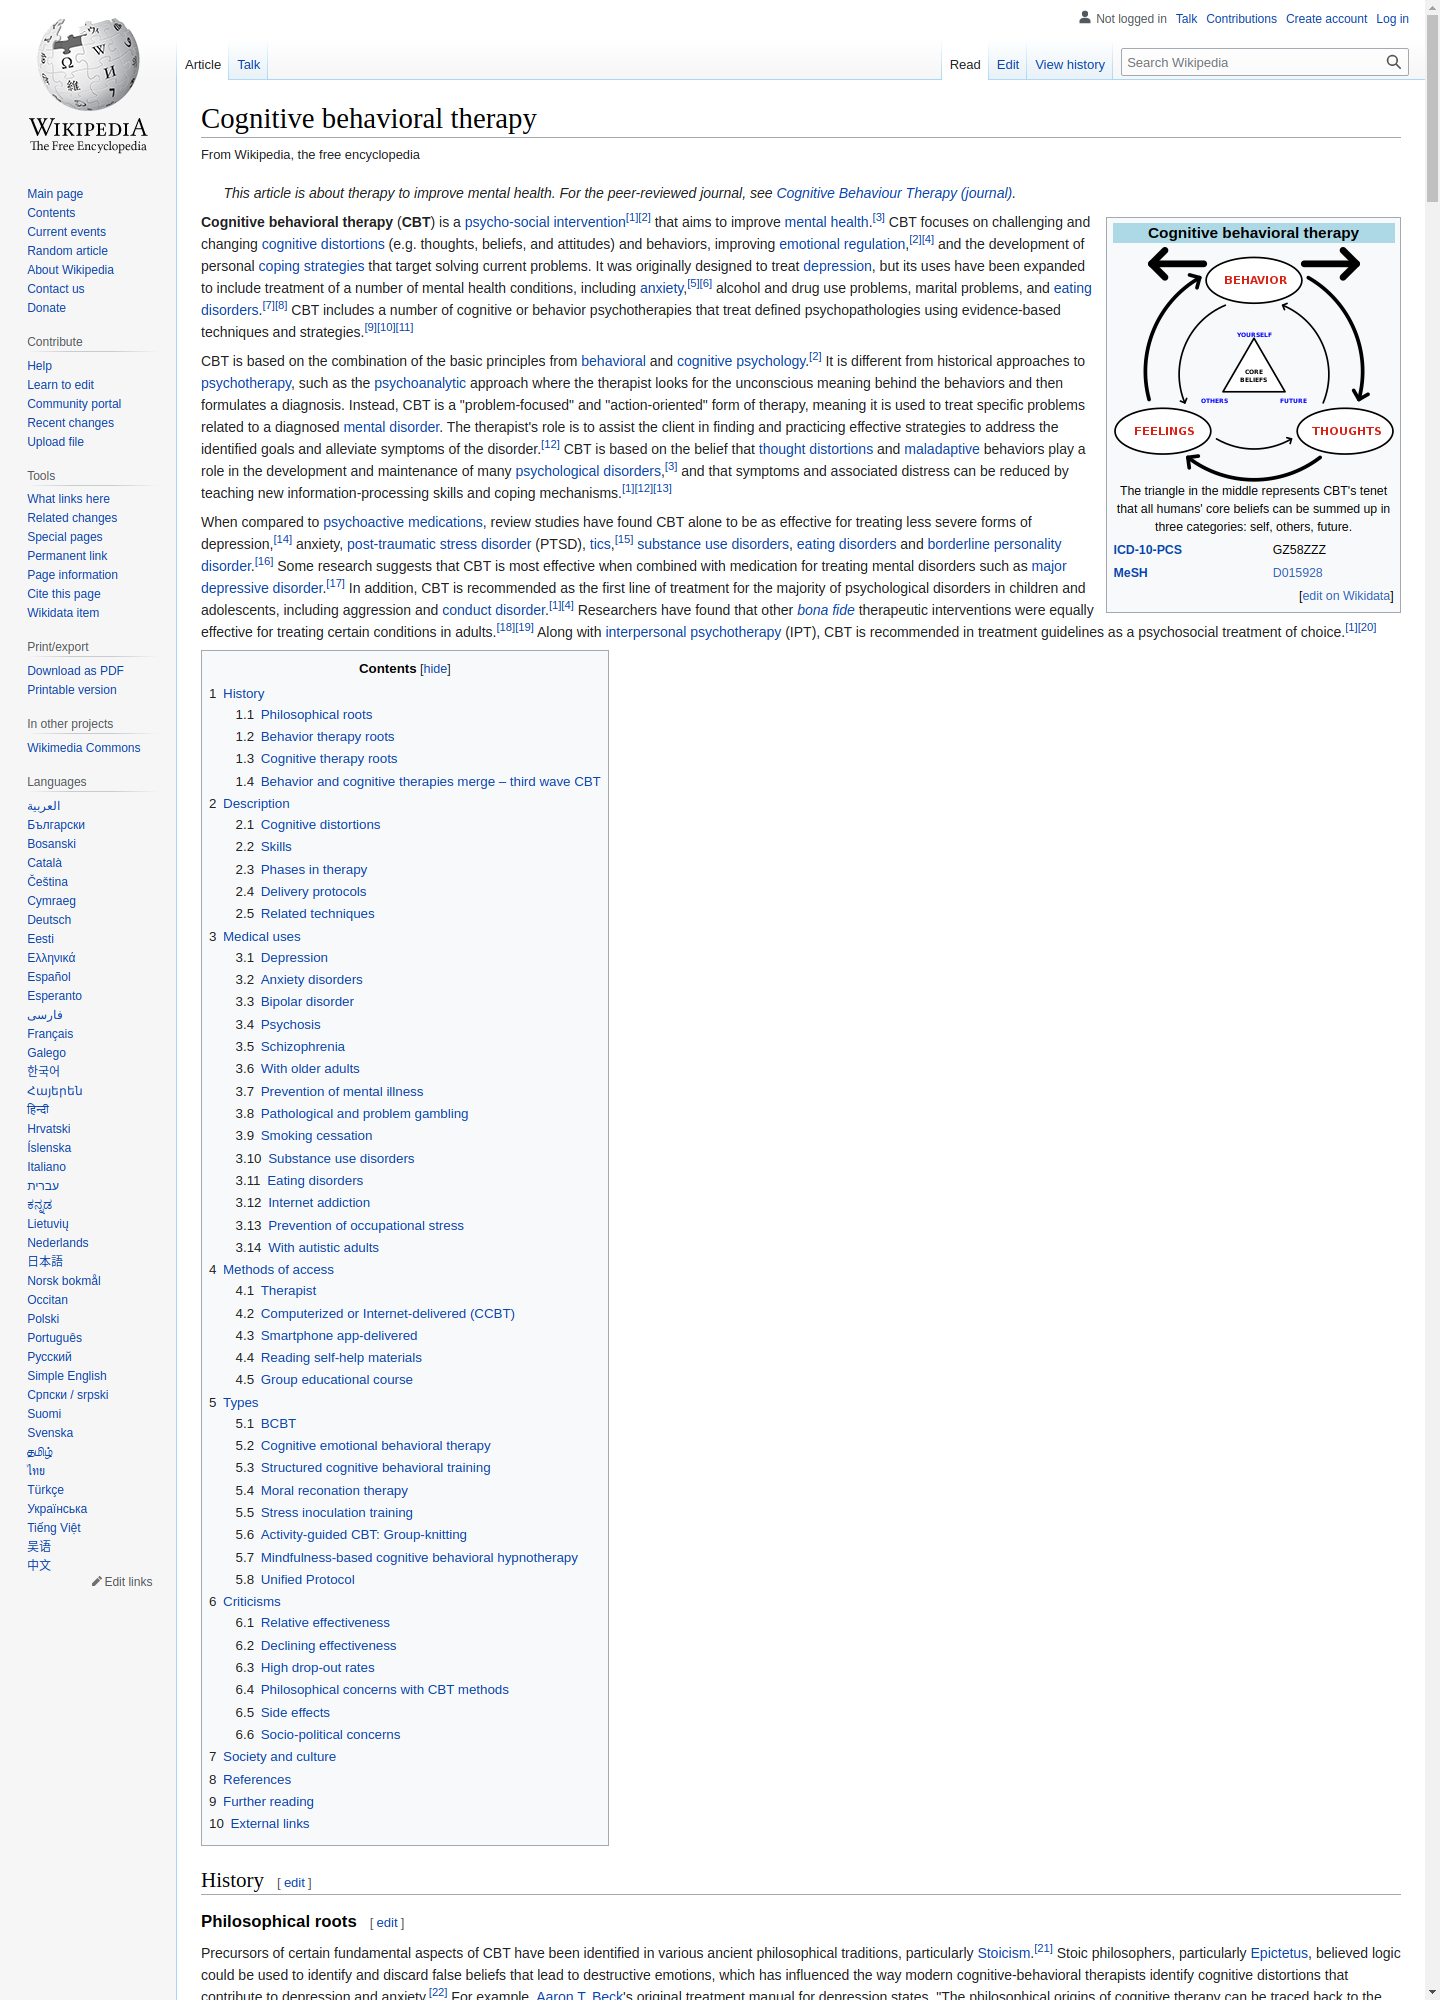 Not logged in Talk Contributions Create account Log in
Article Talk Read Edit View history Search Wikipedia
WIKIPEDIA
The Free Encyclopedia
Main page
Contents
Current events
Random article
About Wikipedia
Contact us
Donate
Contribute
Help
Learn to edit
Community portal
Recent changes
Upload file
Tools
What links here
Related changes
Special pages
Permanent link
Page information
Cite this page
Wikidata item
Print/export
Download as PDF
Printable version
In other projects
Wikimedia Commons
Languages
العربية
Български
Bosanski
Català
Čeština
Cymraeg
Deutsch
Eesti
Ελληνικά
Español
Esperanto
فارسی
Français
Galego
한국어
Հայերեն
हिन्दी
Hrvatski
Íslenska
Italiano
עברית
ಕನ್ನಡ
Lietuvių
Nederlands
日本語
Norsk bokmål
Occitan
Polski
Português
Русский
Simple English
Српски / srpski
Suomi
Svenska
தமிழ்
ไทย
Türkçe
Українська
Tiếng Việt
吴语
中文
Edit links
Cognitive behavioral therapy
From Wikipedia, the free encyclopedia
This article is about therapy to improve mental health. For the peer-reviewed journal, see Cognitive Behaviour Therapy (journal).
Cognitive behavioral therapy (CBT) is a psycho-social intervention[1][2] that aims to improve mental health.[3] CBT focuses on challenging and
changing cognitive distortions (e.g. thoughts, beliefs, and attitudes) and behaviors, improving emotional regulation,[2][4] and the development of
personal coping strategies that target solving current problems. It was originally designed to treat depression, but its uses have been expanded
to include treatment of a number of mental health conditions, including anxiety,[5][6] alcohol and drug use problems, marital problems, and eating
disorders.[7][8] CBT includes a number of cognitive or behavior psychotherapies that treat defined psychopathologies using evidence-based
techniques and strategies.[9][10][11]
CBT is based on the combination of the basic principles from behavioral and cognitive psychology.[2] It is different from historical approaches to
psychotherapy, such as the psychoanalytic approach where the therapist looks for the unconscious meaning behind the behaviors and then
formulates a diagnosis. Instead, CBT is a "problem-focused" and "action-oriented" form of therapy, meaning it is used to treat specific problems
related to a diagnosed mental disorder. The therapist's role is to assist the client in finding and practicing effective strategies to address the
identified goals and alleviate symptoms of the disorder.[12] CBT is based on the belief that thought distortions and maladaptive behaviors play a
role in the development and maintenance of many psychological disorders,[3] and that symptoms and associated distress can be reduced by
teaching new information-processing skills and coping mechanisms.[1][12][13]
When compared to psychoactive medications, review studies have found CBT alone to be as effective for treating less severe forms of
depression,[14] anxiety, post-traumatic stress disorder (PTSD), tics,[15] substance use disorders, eating disorders and borderline personality
disorder.[16] Some research suggests that CBT is most effective when combined with medication for treating mental disorders such as major
depressive disorder.[17] In addition, CBT is recommended as the first line of treatment for the majority of psychological disorders in children and
adolescents, including aggression and conduct disorder.[1][4] Researchers have found that other bona fide therapeutic interventions were equally
effective for treating certain conditions in adults.[18][19] Along with interpersonal psychotherapy (IPT), CBT is recommended in treatment guidelines as a psychosocial treatment of choice.[1][20]
Cognitive behavioral therapy
BEHAVIOR
YOURSELF
CORE
BELIEFS
OTHERS FUTURE
FEELINGS THOUGHTS
The triangle in the middle represents CBT's tenet
that all humans' core beliefs can be summed up in
three categories: self, others, future.
ICD-10-PCS GZ58ZZZ
MeSH D015928
[edit on Wikidata]
Contents [hide]
1 History
1.1 Philosophical roots
1.2 Behavior therapy roots
1.3 Cognitive therapy roots
1.4 Behavior and cognitive therapies merge – third wave CBT
2 Description
2.1 Cognitive distortions
2.2 Skills
2.3 Phases in therapy
2.4 Delivery protocols
2.5 Related techniques
3 Medical uses
3.1 Depression
3.2 Anxiety disorders
3.3 Bipolar disorder
3.4 Psychosis
3.5 Schizophrenia
3.6 With older adults
3.7 Prevention of mental illness
3.8 Pathological and problem gambling
3.9 Smoking cessation
3.10 Substance use disorders
3.11 Eating disorders
3.12 Internet addiction
3.13 Prevention of occupational stress
3.14 With autistic adults
4 Methods of access
4.1 Therapist
4.2 Computerized or Internet-delivered (CCBT)
4.3 Smartphone app-delivered
4.4 Reading self-help materials
4.5 Group educational course
5 Types
5.1 BCBT
5.2 Cognitive emotional behavioral therapy
5.3 Structured cognitive behavioral training
5.4 Moral reconation therapy
5.5 Stress inoculation training
5.6 Activity-guided CBT: Group-knitting
5.7 Mindfulness-based cognitive behavioral hypnotherapy
5.8 Unified Protocol
6 Criticisms
6.1 Relative effectiveness
6.2 Declining effectiveness
6.3 High drop-out rates
6.4 Philosophical concerns with CBT methods
6.5 Side effects
6.6 Socio-political concerns
7 Society and culture
8 References
9 Further reading
10 External links
History [ edit ]
Philosophical roots [ edit ]
Precursors of certain fundamental aspects of CBT have been identified in various ancient philosophical traditions, particularly Stoicism.[21] Stoic philosophers, particularly Epictetus, believed logic
could be used to identify and discard false beliefs that lead to destructive emotions, which has influenced the way modern cognitive-behavioral therapists identify cognitive distortions that
contribute to depression and anxiety.[22] For example, Aaron T. Beck's original treatment manual for depression states, "The philosophical origins of cognitive therapy can be traced back to the